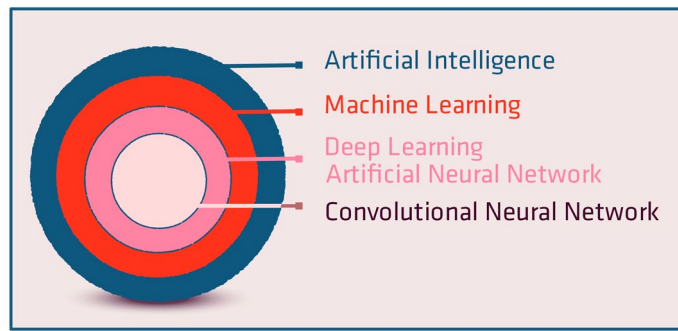 Artificial Intelligence
Machine Learning
Deep Learning
Artificial Neural Network
Convolutional Neural Network